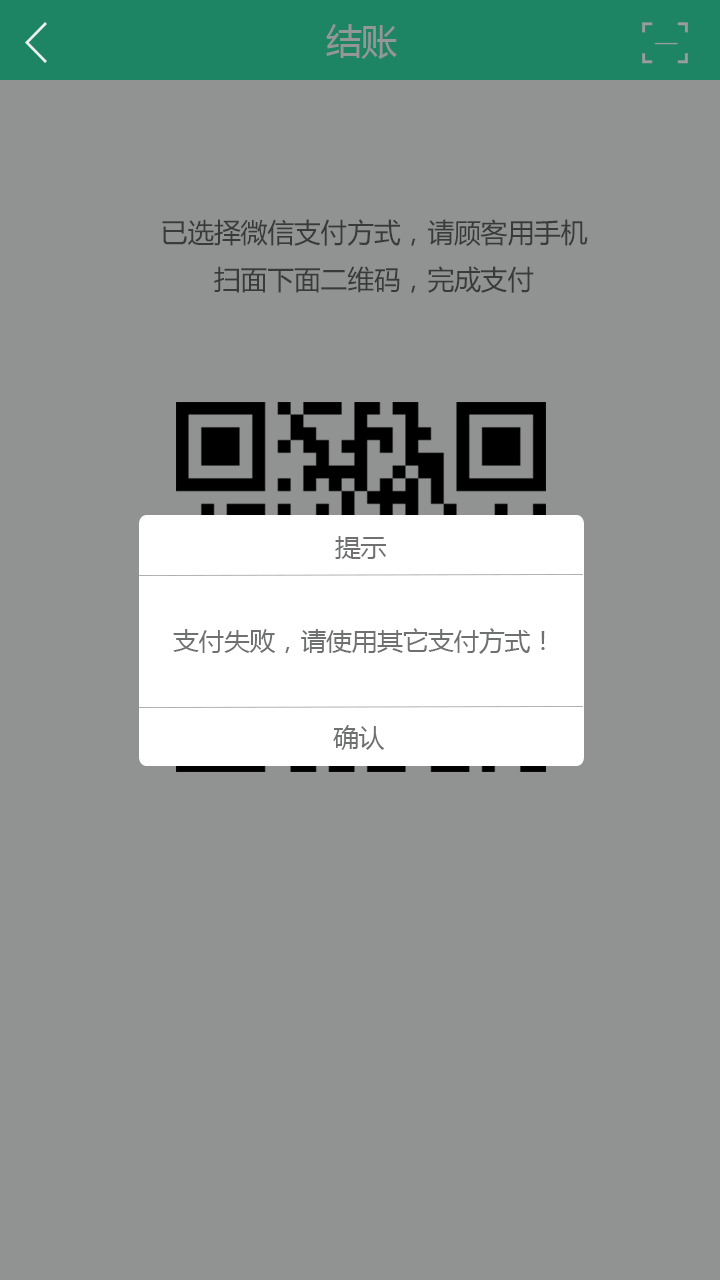 结账
已选择微信支付方式，请顾客用手机
扫面下面二维码，完成支付
提示
支付失败，请使用其它支付方式！
确认